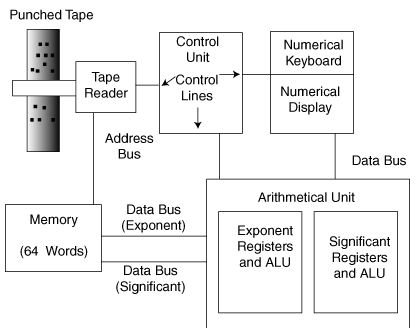 Punched Tape
Tape
Reader
Control
Unit
Control
Lines
Numerical
Keyboard
Numerical
Display
Address
Bus
Data Bus
Memory
(64 Words)
Data Bus
(Exponent)
Data Bus
(Significant)
Arithmetical Unit
Exponent
Registers
and ALU
Significant
Registers
and ALU